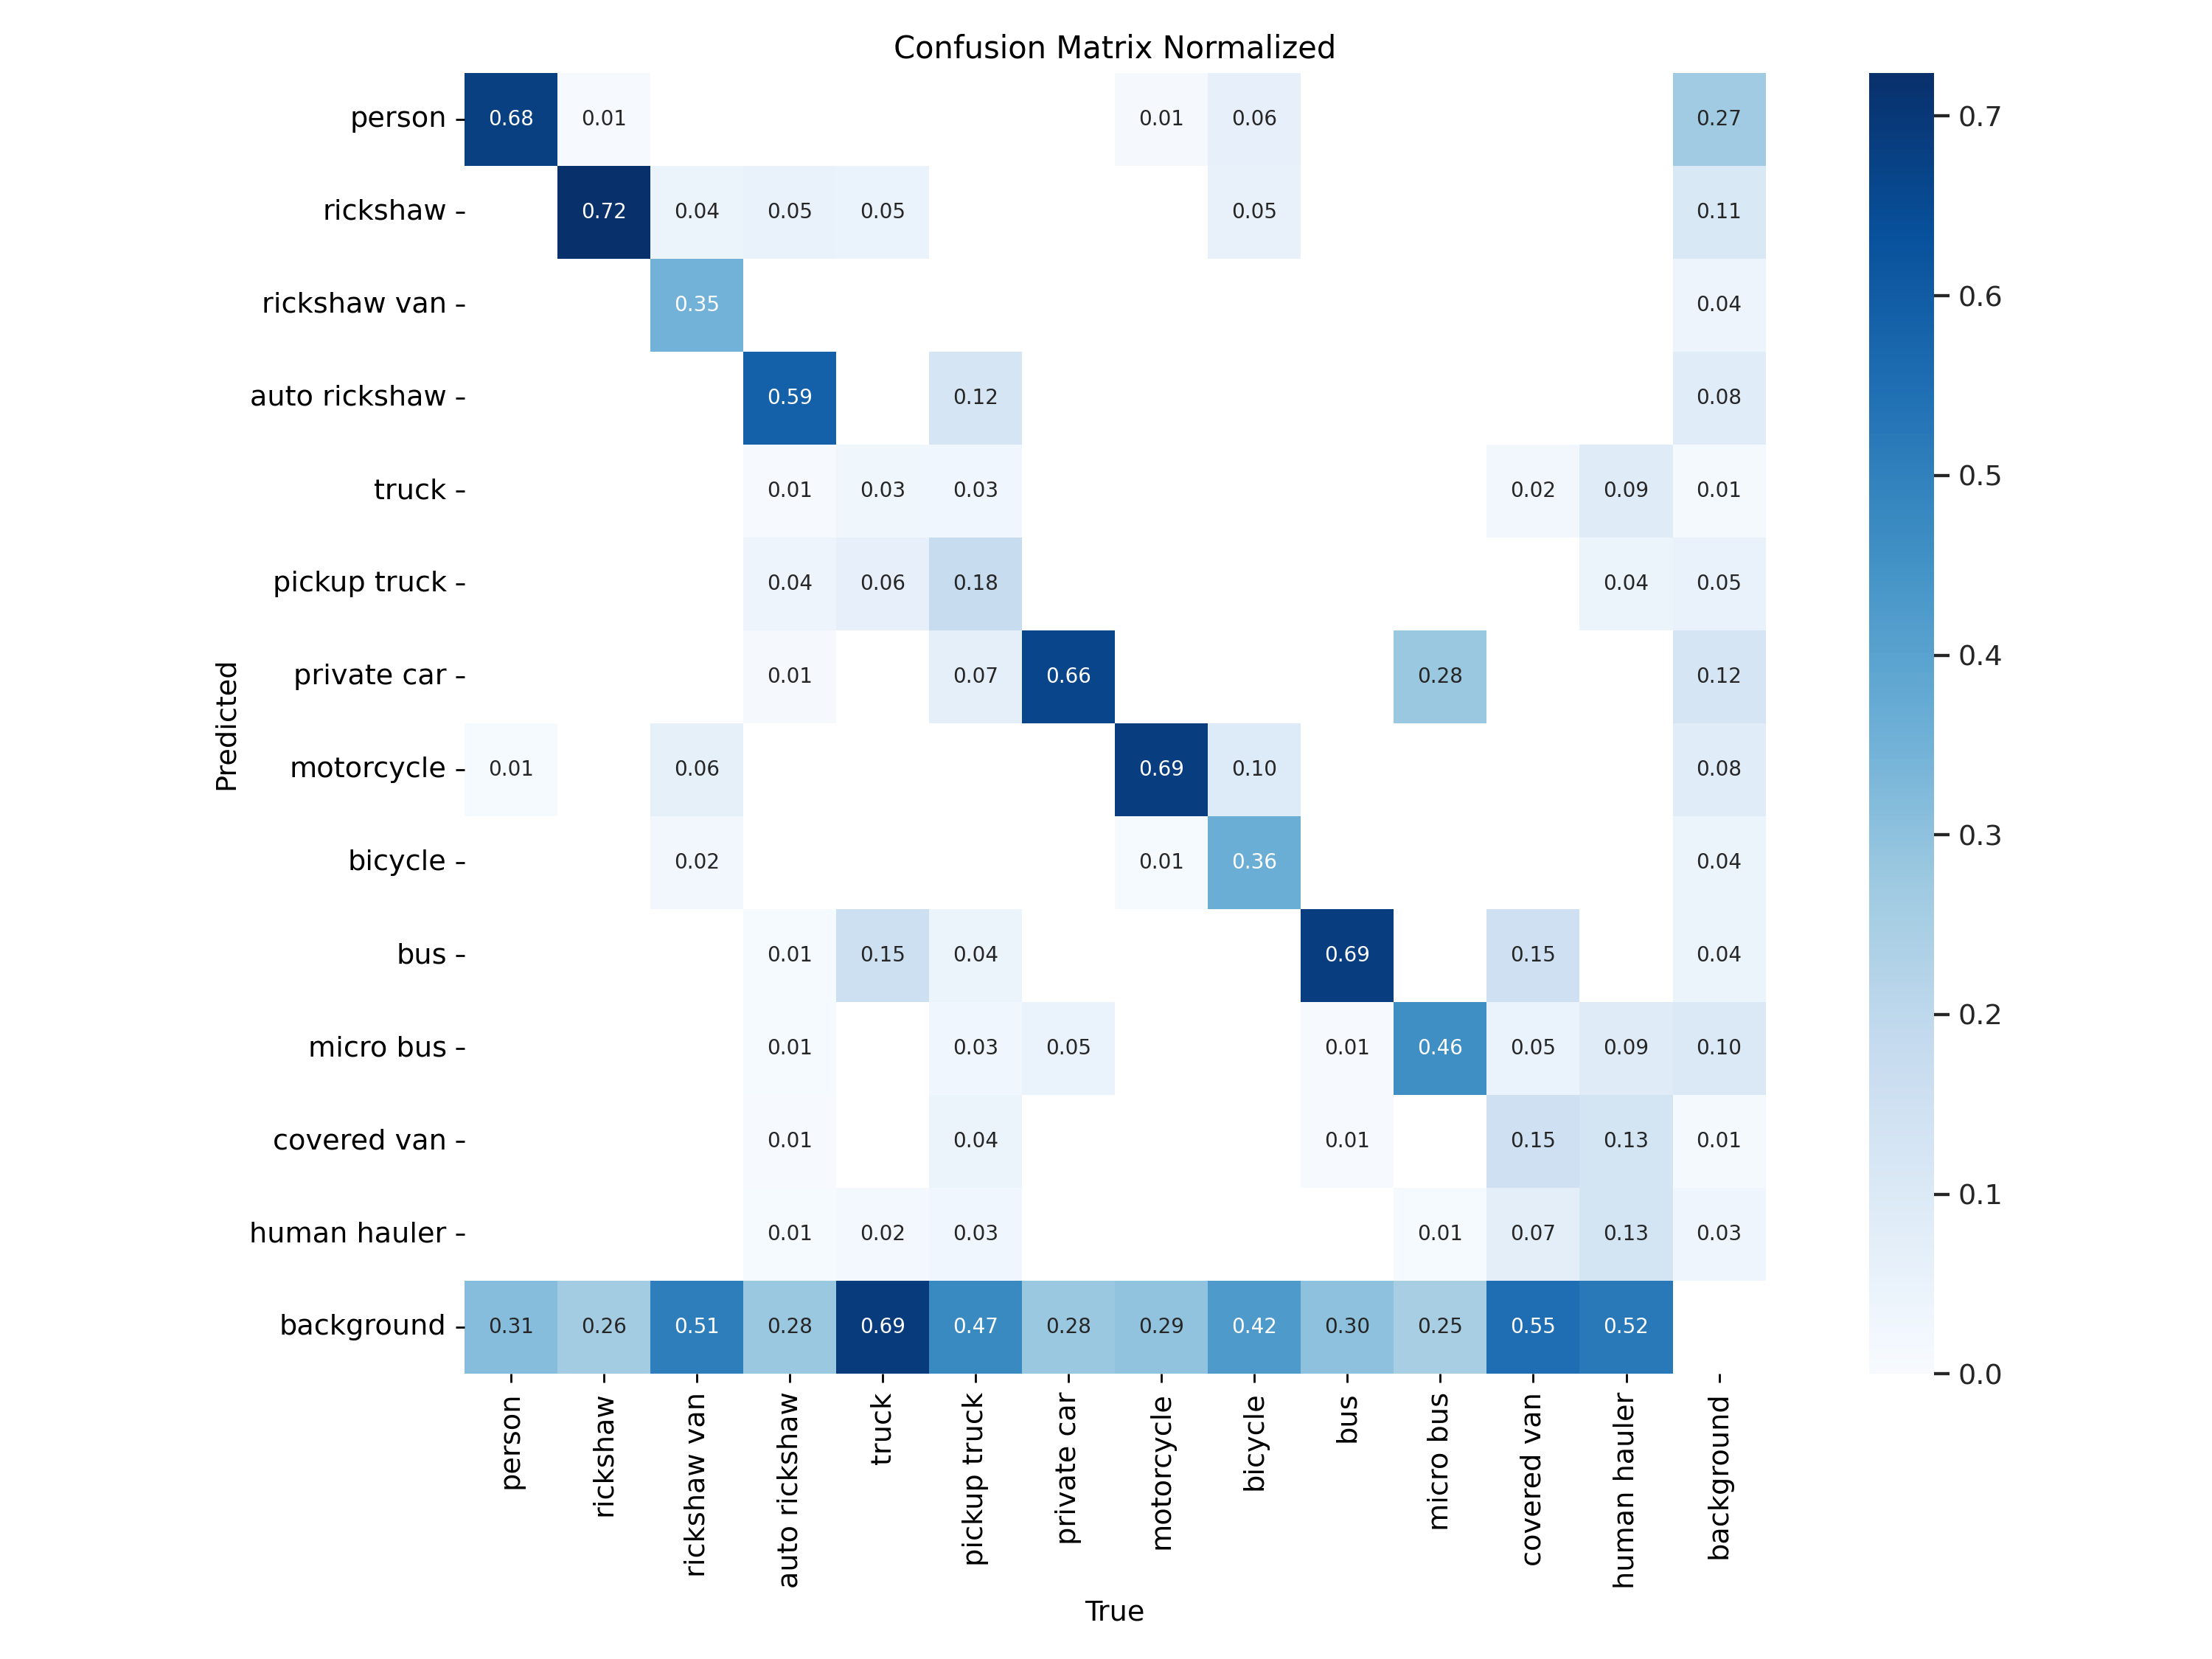 Confusion Matrix Normalized
person 0.68 0.01 0.01 0.06 0.27
rickshaw 0.72 0.04 0.05 0.05 0.05 0.11
rickshaw van 0.35 0.04
auto rickshaw 0.59 0.12 0.08
truck 0.01 0.03 0.03 0.02 0.09 0.01
pickup truck 0.04 0.06 0.18 0.04 0.05
private car 0.01 0.07 0.66 0.28 0.12
motorcycle 0.01 0.06 0.69 0.10 0.08
bicycle 0.02 0.01 0.36 0.04
bus 0.01 0.15 0.04 0.69 0.15 0.04
micro bus 0.01 0.03 0.05 0.01 0.46 0.05 0.09 0.10
covered van 0.01 0.04 0.01 0.15 0.13 0.01
human hauler 0.01 0.02 0.03 0.01 0.07 0.13 0.03
background 0.31 0.26 0.51 0.28 0.69 0.47 0.28 0.29 0.42 0.30 0.25 0.55 0.52
Predicted
person
rickshaw
rickshaw van
auto rickshaw
truck
pickup truck
private car
motorcycle
bicycle
bus
micro bus
covered van
human hauler
background
True
0.7
0.6
0.5
0.4
0.3
0.2
0.1
0.0